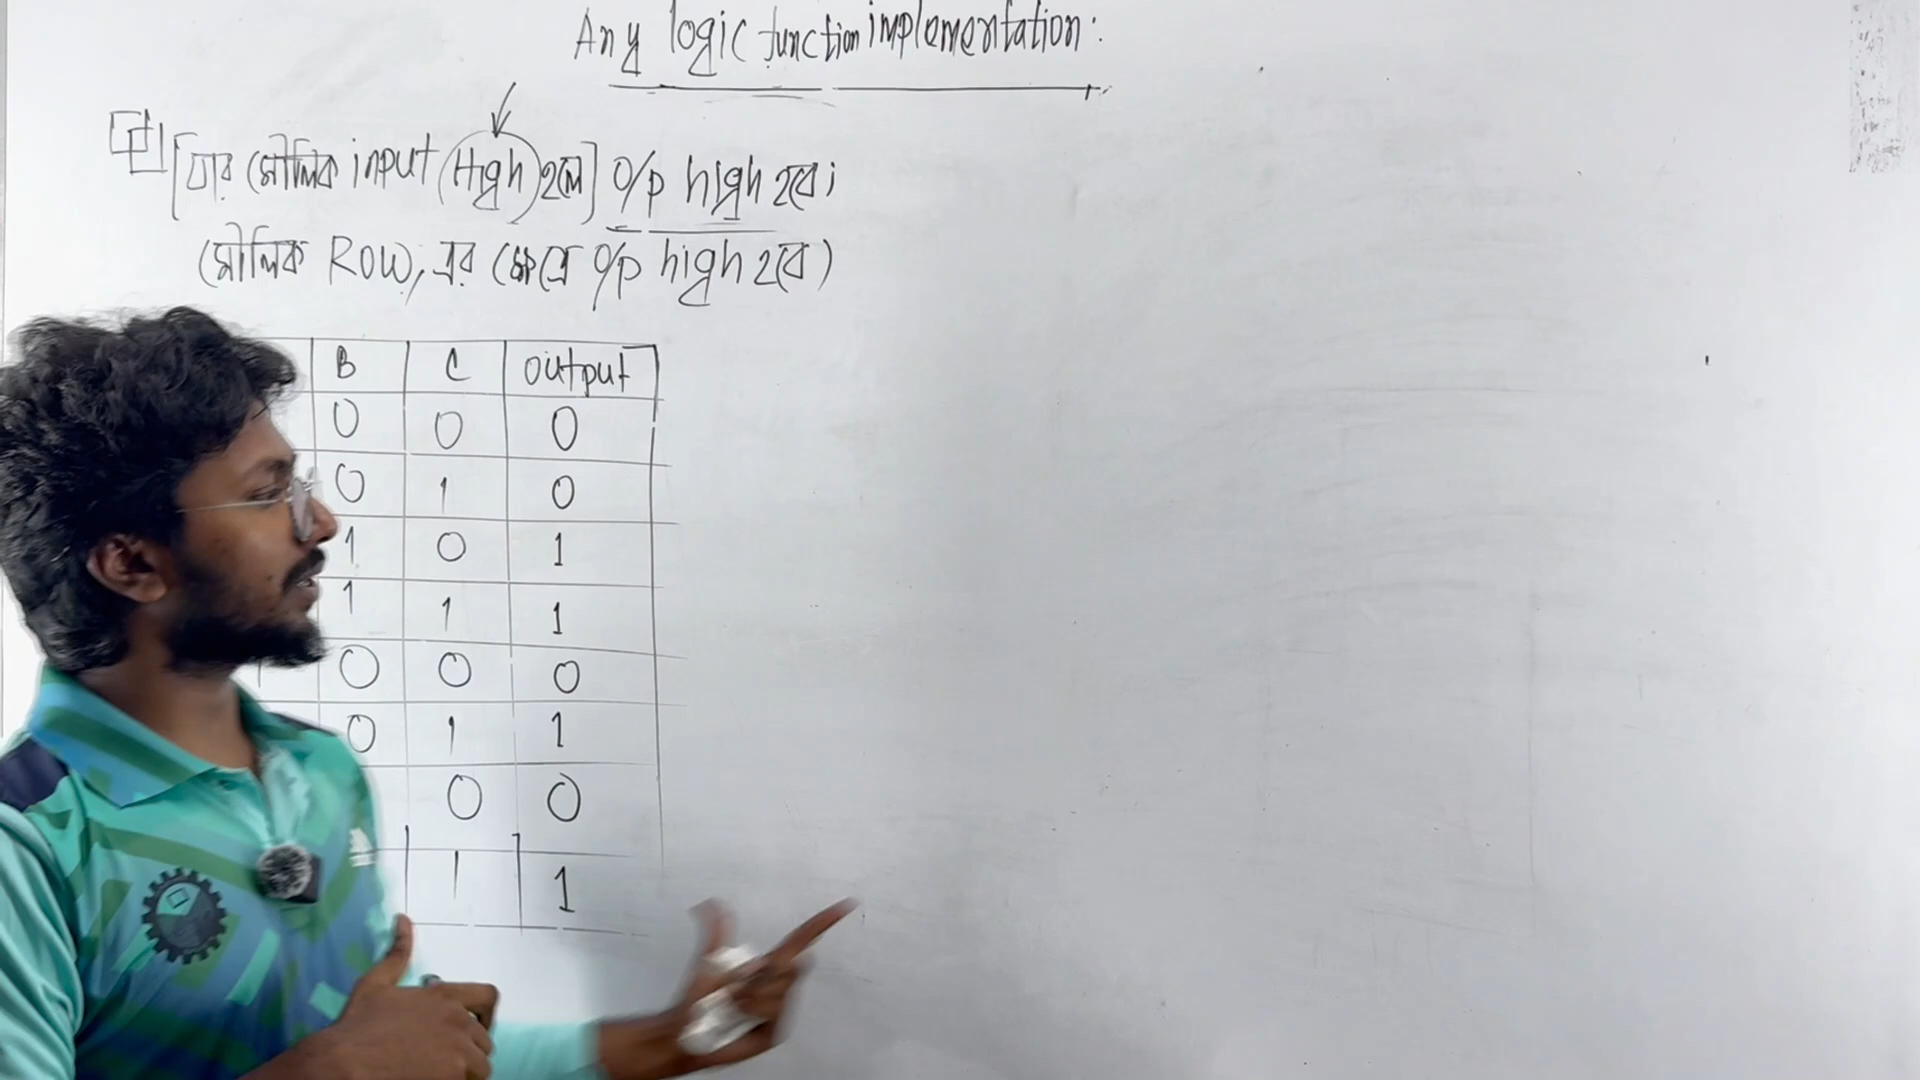 Any logic function implementation:
যার মৌলিক input (High) হলে] o/p high হবে;
(মৌলিক Row, এর ক্ষেত্রে o/p high হবে)
B C output
0 0 0
0 1 0
1 0 1
1 1 1
0 0 0
0 1 1
0 0
1 1